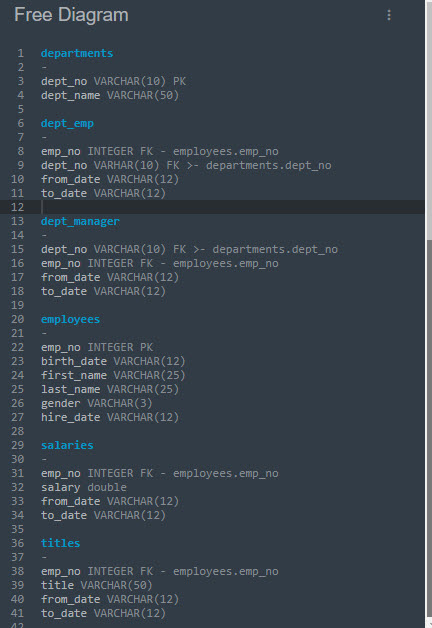 Free Diagram
1 departments
2 -
3 dept_no VARCHAR(10) PK
4 dept_name VARCHAR(50)
5
6 dept_emp
7 -
8 emp_no INTEGER FK - employees.emp_no
9 dept_no VARHAR(10) FK >- departments.dept_no
10 from_date VARCHAR(12)
11 to_date VARCHAR(12)
12
13 dept_manager
14 -
15 dept_no VARCHAR(10) FK >- departments.dept_no
16 emp_no INTEGER FK - employees.emp_no
17 from_date VARCHAR(12)
18 to_date VARCHAR(12)
19
20 employees
21 -
22 emp_no INTEGER PK
23 birth_date VARCHAR(12)
24 first_name VARCHAR(25)
25 last_name VARCHAR(25)
26 gender VARCHAR(3)
27 hire_date VARCHAR(12)
28
29 salaries
30 -
31 emp_no INTEGER FK - employees.emp_no
32 salary double
33 from_date VARCHAR(12)
34 to_date VARCHAR(12)
35
36 titles
37 -
38 emp_no INTEGER FK - employees.emp_no
39 title VARCHAR(50)
40 from_date VARCHAR(12)
41 to_date VARCHAR(12)
42